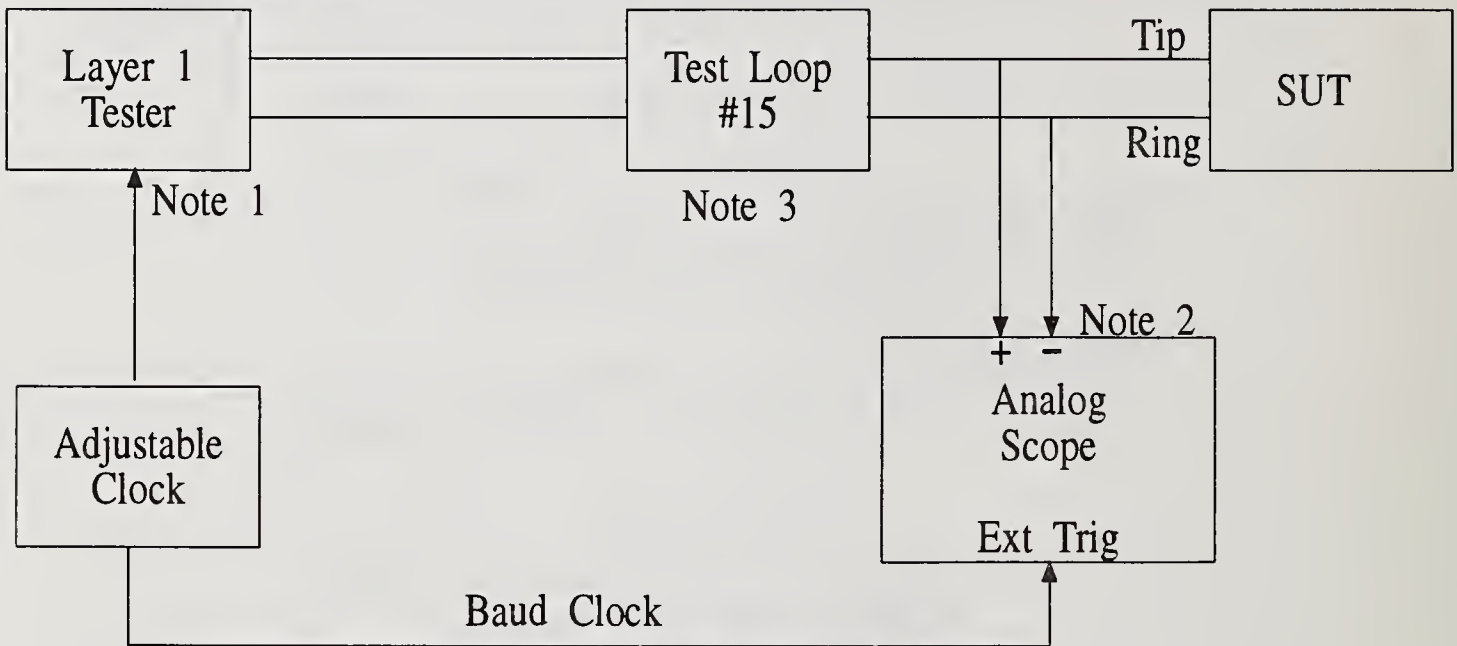 Layer 1
Tester
Test Loop
#15
Tip
Ring
SUT
Note 1
Note 3
Note 2
+ -
Analog
Scope
Ext Trig
Adjustable
Clock
Baud Clock